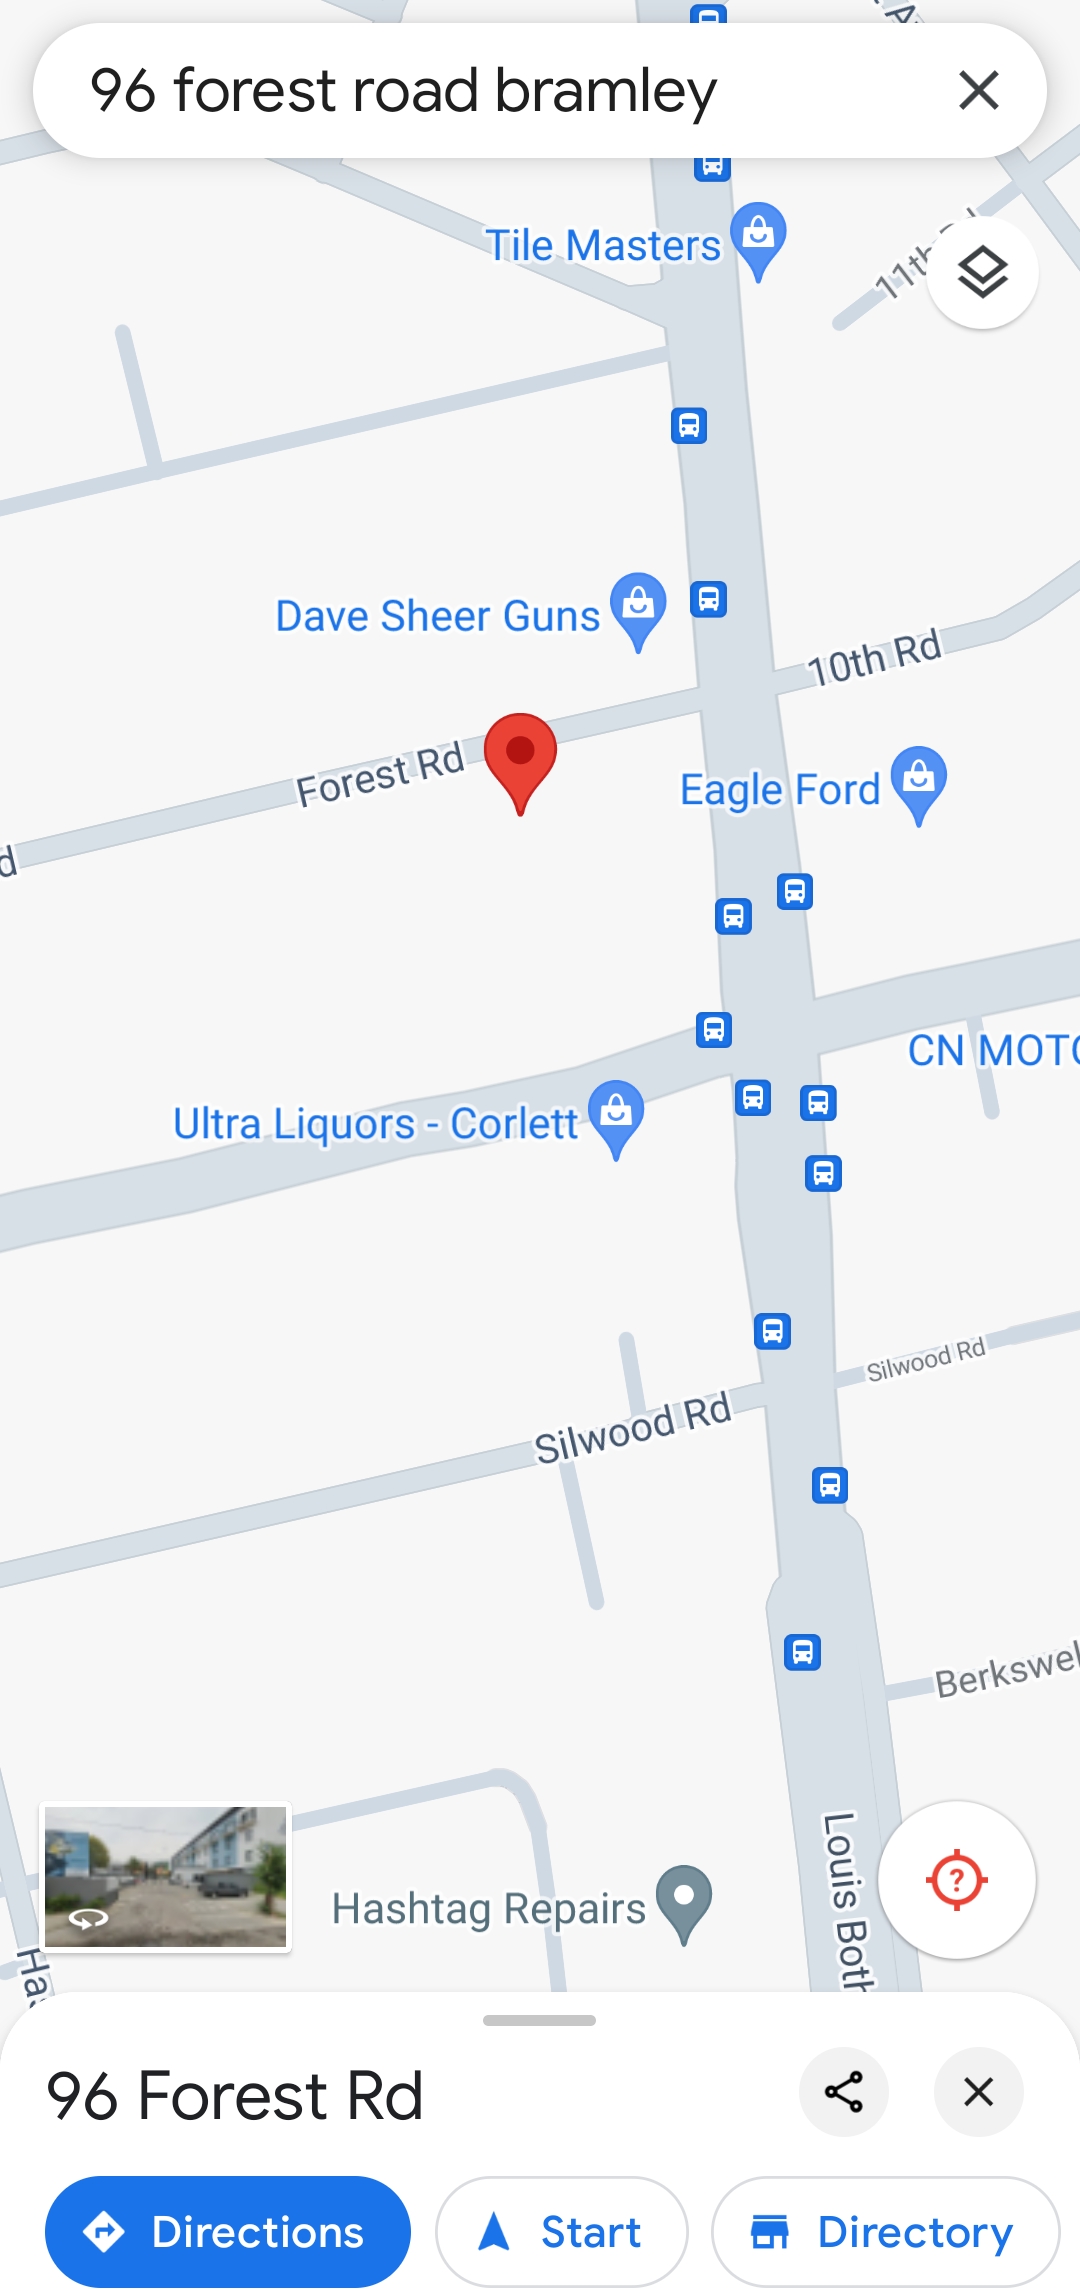 96 forest road bramley
Tile Masters
11th
Dave Sheer Guns
10th Rd
Forest Rd
Eagle Ford
d
CN MOTO
Ultra Liquors - Corlett
Silwood Rd
Silwood Rd
Berkswel
Louis Both
Hashtag Repairs
Has
96 Forest Rd
Directions
Start
Directory